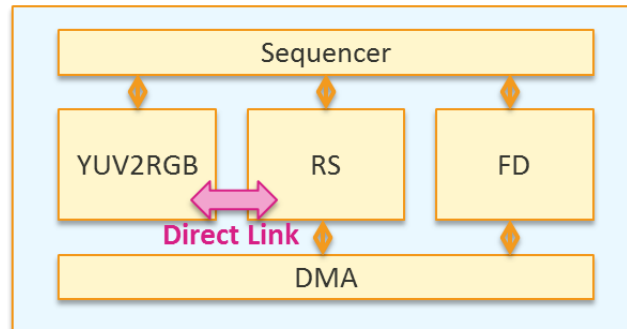 Sequencer
YUV2RGB
RS
FD
Direct Link
DMA